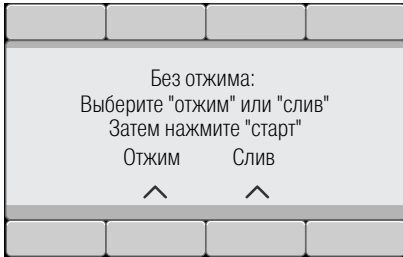 Без отжима:
Выберите "отжим" или "слив"
Затем нажмите "старт"
Отжим Слив